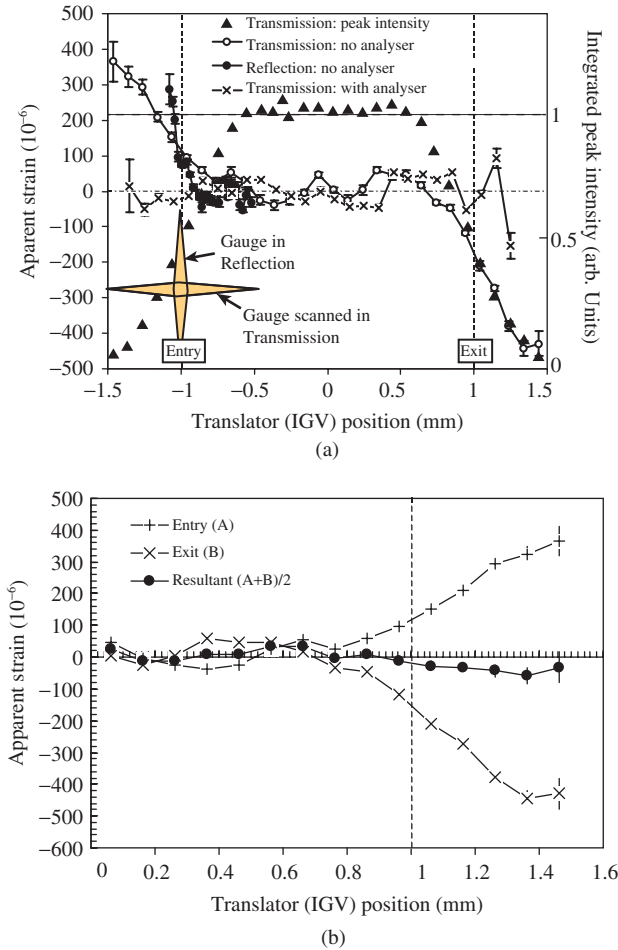 500
400
300
200
100
0
−100
−200
−300
−400
−500
Aparent strain (10⁻⁶)
Transmission: peak intensity
Transmission: no analyser
Reflection: no analyser
Transmission: with analyser
Gauge in
Reflection
Gauge scanned in
Transmission
Entry
Exit
1
0.5
0
Integrated peak intensity (arb. Units)
−1.5 −1 −0.5 0 0.5 1 1.5
Translator (IGV) position (mm)
(a)
500
400
300
200
100
0
−100
−200
−300
−400
−500
−600
Apparent strain (10⁻⁶)
Entry (A)
Exit (B)
Resultant (A+B)/2
0 0.2 0.4 0.6 0.8 1 1.2 1.4 1.6
Translator (IGV) position (mm)
(b)